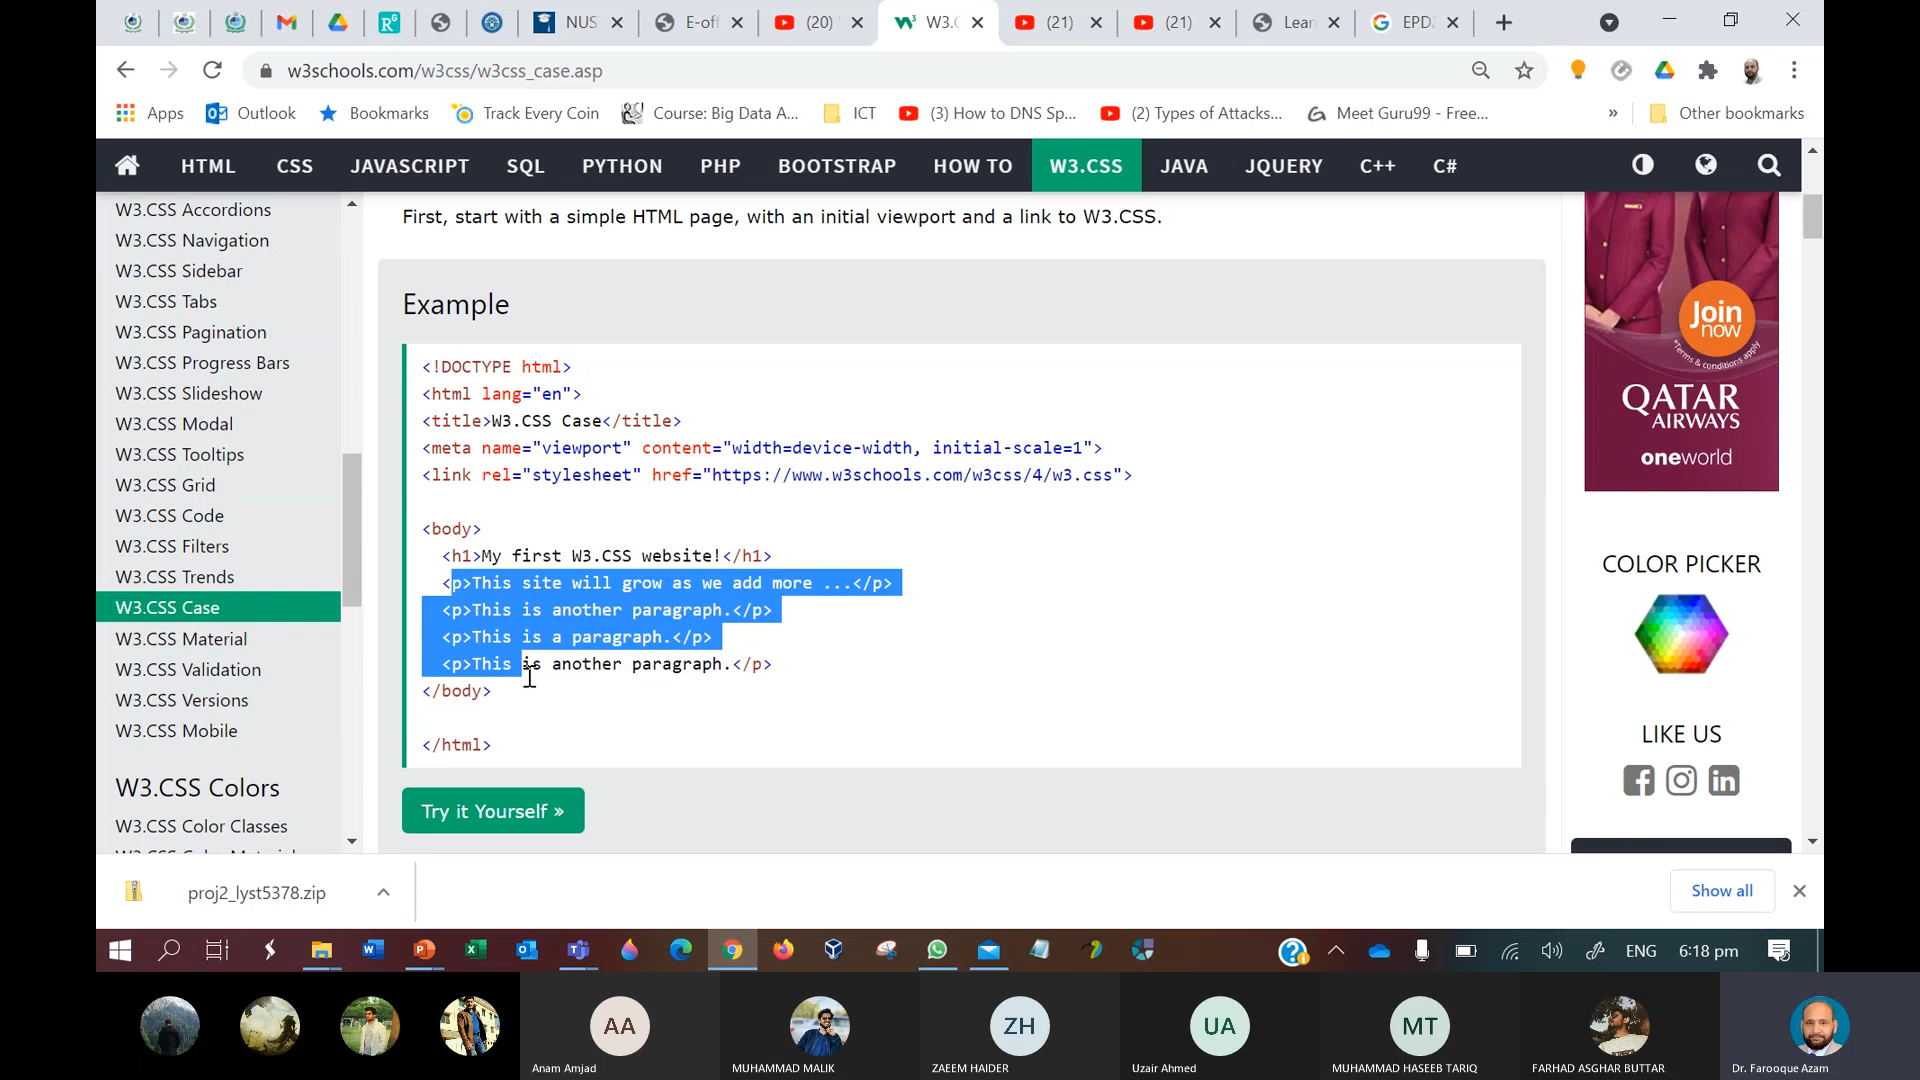 NUS
E-off
(20)
W3.C
(21)
(21)
Lear
EPDA
w3schools.com/w3css/w3css_case.asp
Apps
Outlook
Bookmarks
Track Every Coin
Course: Big Data A...
ICT
(3) How to DNS Sp...
(2) Types of Attacks...
Meet Guru99 - Free...
»
Other bookmarks
HTML
CSS
JAVASCRIPT
SQL
PYTHON
PHP
BOOTSTRAP
HOW TO
W3.CSS
JAVA
JQUERY
C++
C#
W3.CSS Accordions
W3.CSS Navigation
W3.CSS Sidebar
W3.CSS Tabs
W3.CSS Pagination
W3.CSS Progress Bars
W3.CSS Slideshow
W3.CSS Modal
W3.CSS Tooltips
W3.CSS Grid
W3.CSS Code
W3.CSS Filters
W3.CSS Trends
W3.CSS Case
W3.CSS Material
W3.CSS Validation
W3.CSS Versions
W3.CSS Mobile
W3.CSS Colors
W3.CSS Color Classes
First, start with a simple HTML page, with an initial viewport and a link to W3.CSS.
Example
<!DOCTYPE html>
<html lang="en">
<title>W3.CSS Case</title>
<meta name="viewport" content="width=device-width, initial-scale=1">
<link rel="stylesheet" href="https://www.w3schools.com/w3css/4/w3.css">
<body>
<h1>My first W3.CSS website!</h1>
<p>This site will grow as we add more ...</p>
<p>This is another paragraph.</p>
<p>This is a paragraph.</p>
<p>This is another paragraph.</p>
</body>
</html>
Try it Yourself »
Join
now
*Terms & conditions apply
QATAR
AIRWAYS
oneworld
COLOR PICKER
LIKE US
proj2_lyst5378.zip
Show all
ENG
6:18 pm
AA
ZH
UA
MT
Anam Amjad
MUHAMMAD MALIK
ZAEEM HAIDER
Uzair Ahmed
MUHAMMAD HASEEB TARIQ
FARHAD ASGHAR BUTTAR
Dr. Farooque Azam